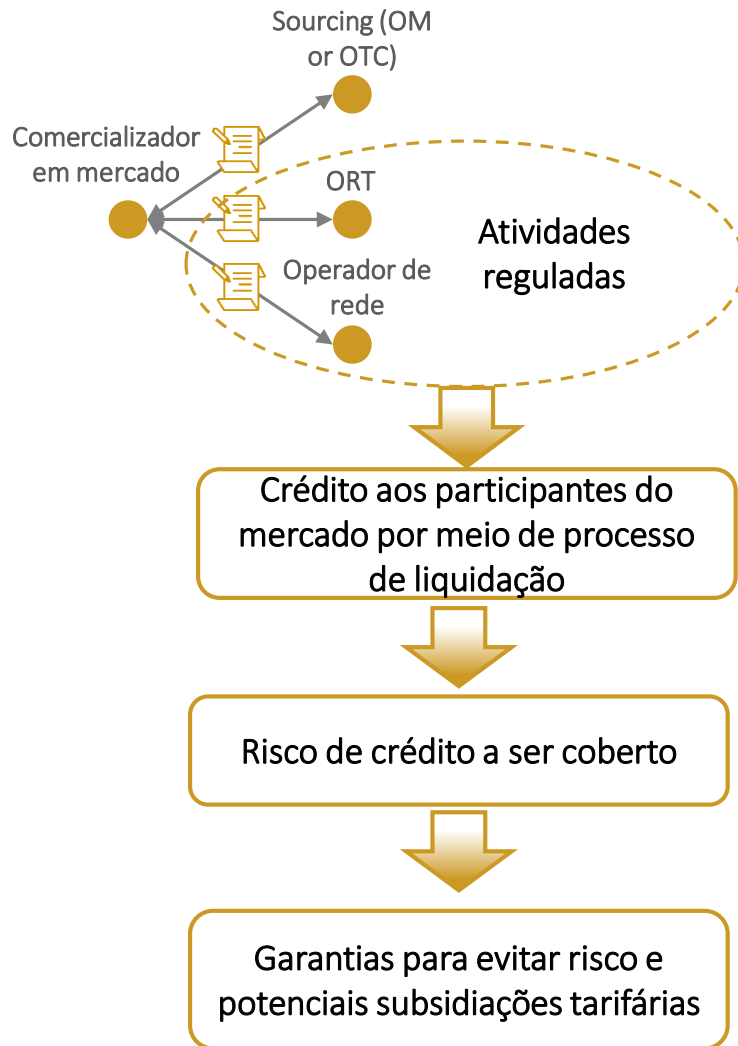 Sourcing (OM
or OTC)
Comercializador
em mercado
ORT
Operador de
rede
Atividades
reguladas
Crédito aos participantes do
mercado por meio de processo
de liquidação
Risco de crédito a ser coberto
Garantias para evitar risco e
potenciais subsidiações tarifárias